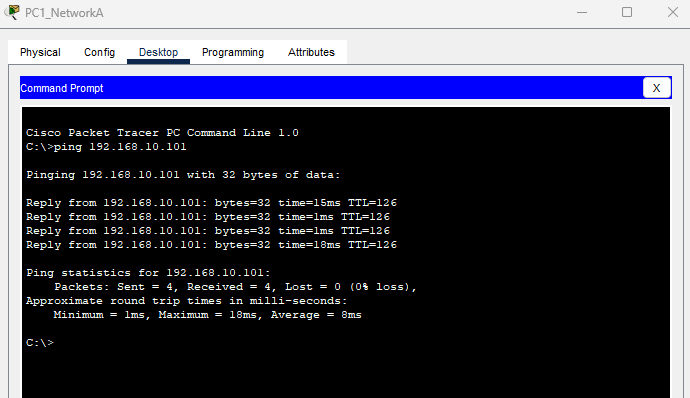 PC1_NetworkA
Physical Config Desktop Programming Attributes
Command Prompt X
Cisco Packet Tracer PC Command Line 1.0
C:\>ping 192.168.10.101
Pinging 192.168.10.101 with 32 bytes of data:
Reply from 192.168.10.101: bytes=32 time=15ms TTL=126
Reply from 192.168.10.101: bytes=32 time=1ms TTL=126
Reply from 192.168.10.101: bytes=32 time=1ms TTL=126
Reply from 192.168.10.101: bytes=32 time=18ms TTL=126
Ping statistics for 192.168.10.101:
Packets: Sent = 4, Received = 4, Lost = 0 (0% loss),
Approximate round trip times in milli-seconds:
Minimum = 1ms, Maximum = 18ms, Average = 8ms
C:\>